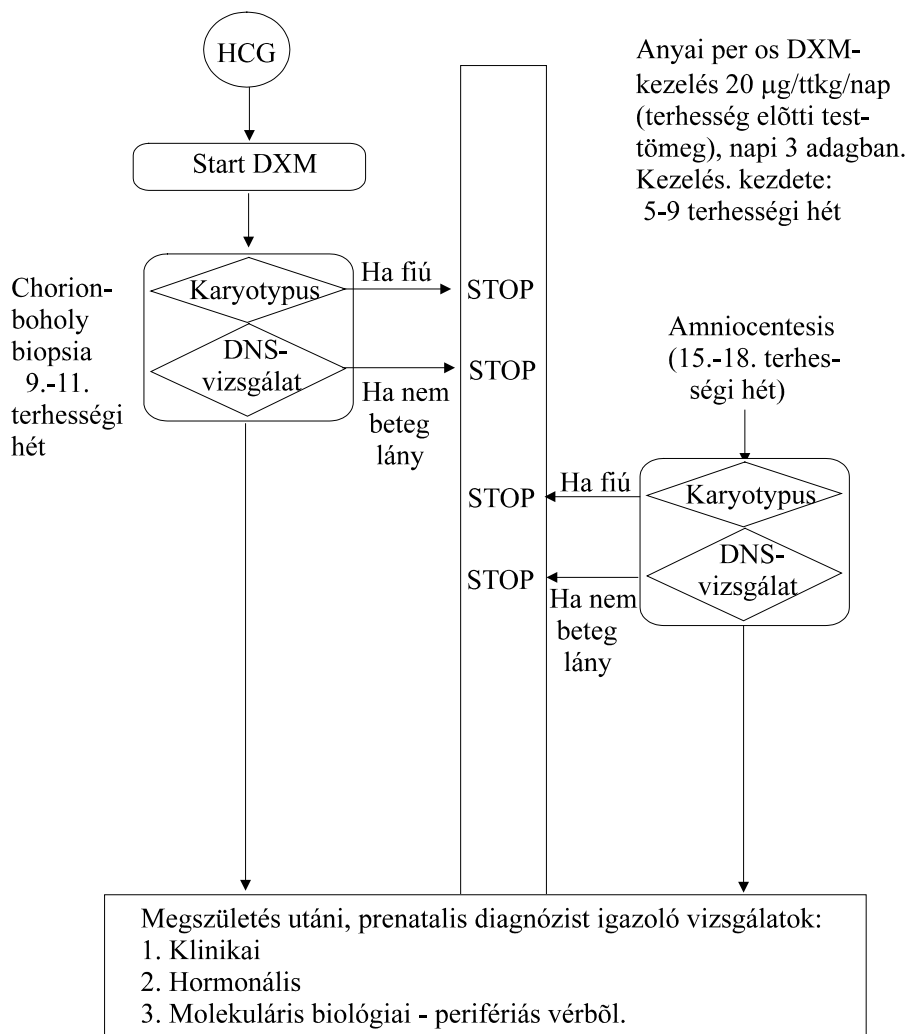 HCG
Start DXM
Anyai per os DXM-
kezelés 20 μg/ttkg/nap
(terhesség elõtti test-
tömeg), napi 3 adagban.
Kezelés. kezdete:
5-9 terhességi hét
Chorion-
boholy
biopsia
9.-11.
terhességi
hét
Karyotypus
Ha fiú
STOP
DNS-
vizsgálat
Ha nem
beteg
lány
STOP
Amniocentesis
(15.-18. terhes-
ségi hét)
Karyotypus
Ha fiú
STOP
DNS-
vizsgálat
Ha nem
beteg
lány
STOP
Megszületés utáni, prenatalis diagnózist igazoló vizsgálatok:
1. Klinikai
2. Hormonális
3. Molekuláris biológiai - perifériás vérbõl.